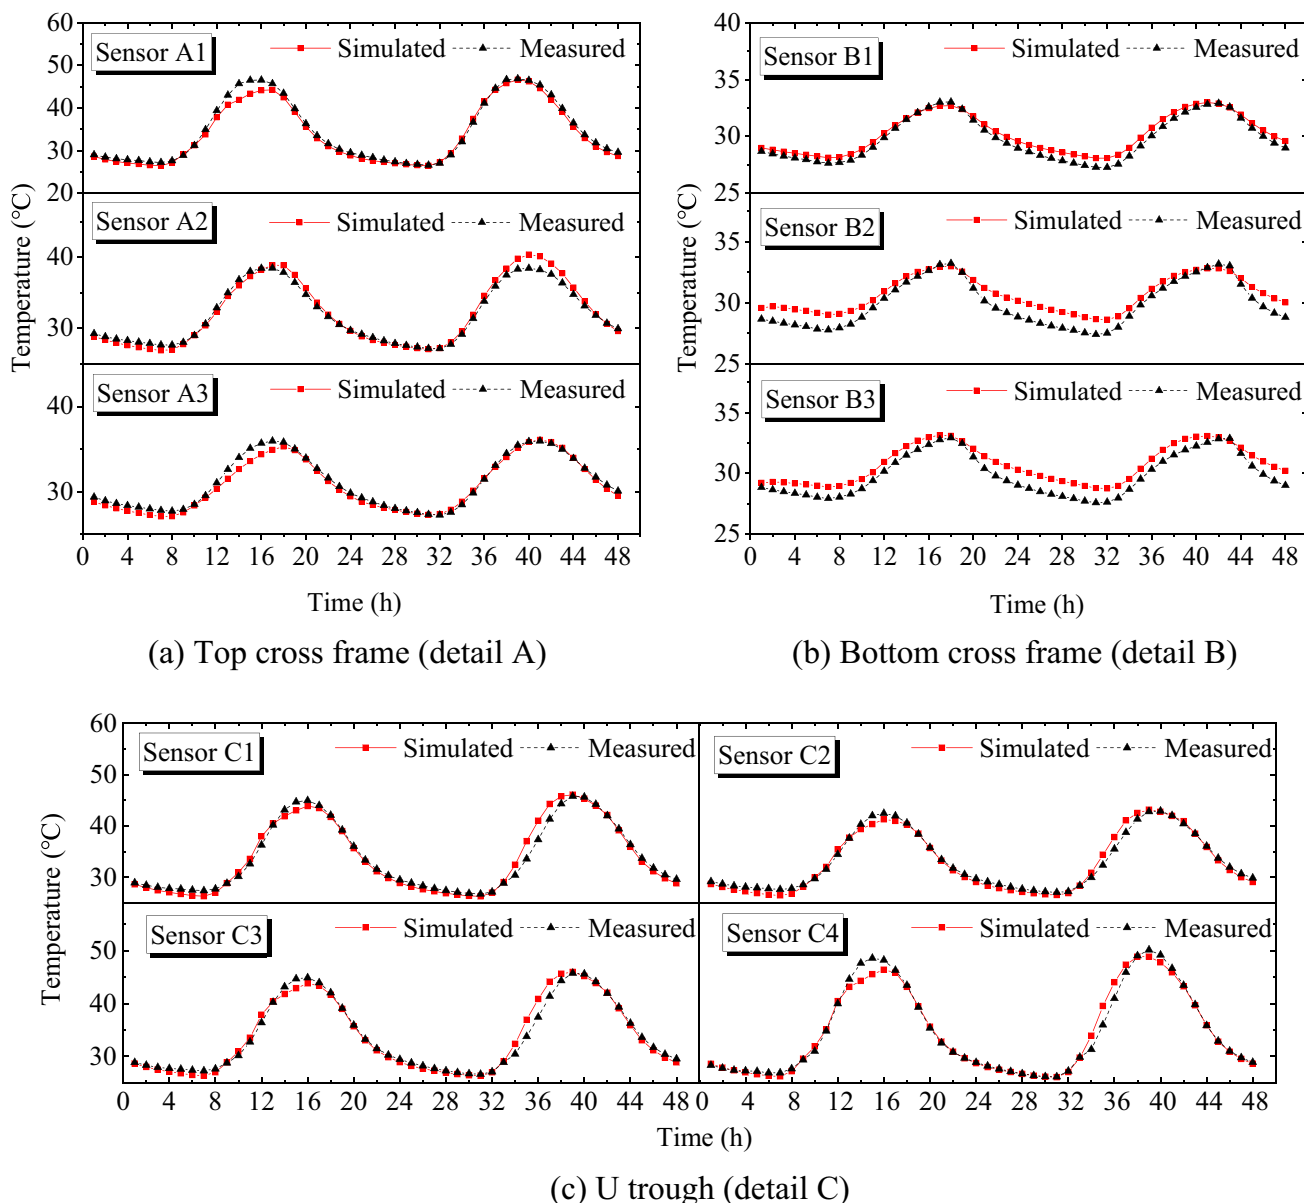 Sensor A1 Simulated Measured
60
50
40
30
20
Sensor A2 Simulated Measured
40
30
Sensor A3 Simulated Measured
40
30
0 4 8 12 16 20 24 28 32 36 40 44 48
Temperature (°C)
Time (h)
(a) Top cross frame (detail A)
Sensor B1 Simulated Measured
40
35
30
25
Sensor B2 Simulated Measured
35
30
25
Sensor B3 Simulated Measured
35
30
25
0 4 8 12 16 20 24 28 32 36 40 44 48
Temperature (°C)
Time (h)
(b) Bottom cross frame (detail B)
Sensor C1 Simulated Measured
60
50
40
30
Sensor C2 Simulated Measured
Sensor C3 Simulated Measured
50
40
30
Sensor C4 Simulated Measured
0 4 8 12 16 20 24 28 32 36 40 44 48
0 4 8 12 16 20 24 28 32 36 40 44 48
Temperature (°C)
Time (h)
(c) U trough (detail C)